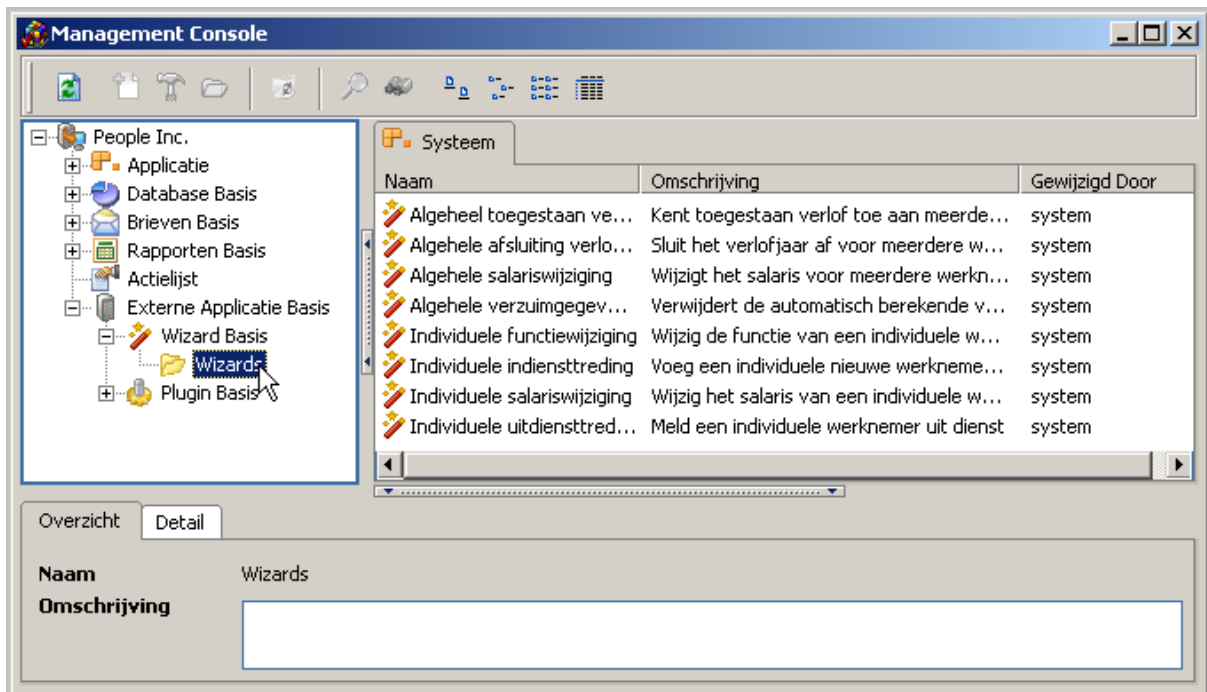 Management Console
People Inc.
Applicatie
Database Basis
Brieven Basis
Rapporten Basis
Actielijst
Externe Applicatie Basis
Wizard Basis
Wizards
Plugin Basis
Systeem
Naam Omschrijving Gewijzigd Door
Algeheel toegestaan ve... Kent toegestaan verlof toe aan meerde... system
Algehele afsluiting verlo... Sluit het verlofjaar af voor meerdere w... system
Algehele salariswijziging Wijzigt het salaris voor meerdere werkn... system
Algehele verzuimgegev... Verwijdert de automatisch berekende v... system
Individuele functiewijziging Wijzig de functie van een individuele w... system
Individuele indiensttreding Voeg een individuele nieuwe werkneme... system
Individuele salariswijziging Wijzig het salaris van een individuele w... system
Individuele uitdiensttred... Meld een individuele werknemer uit dienst system
Overzicht Detail
Naam Wizards
Omschrijving